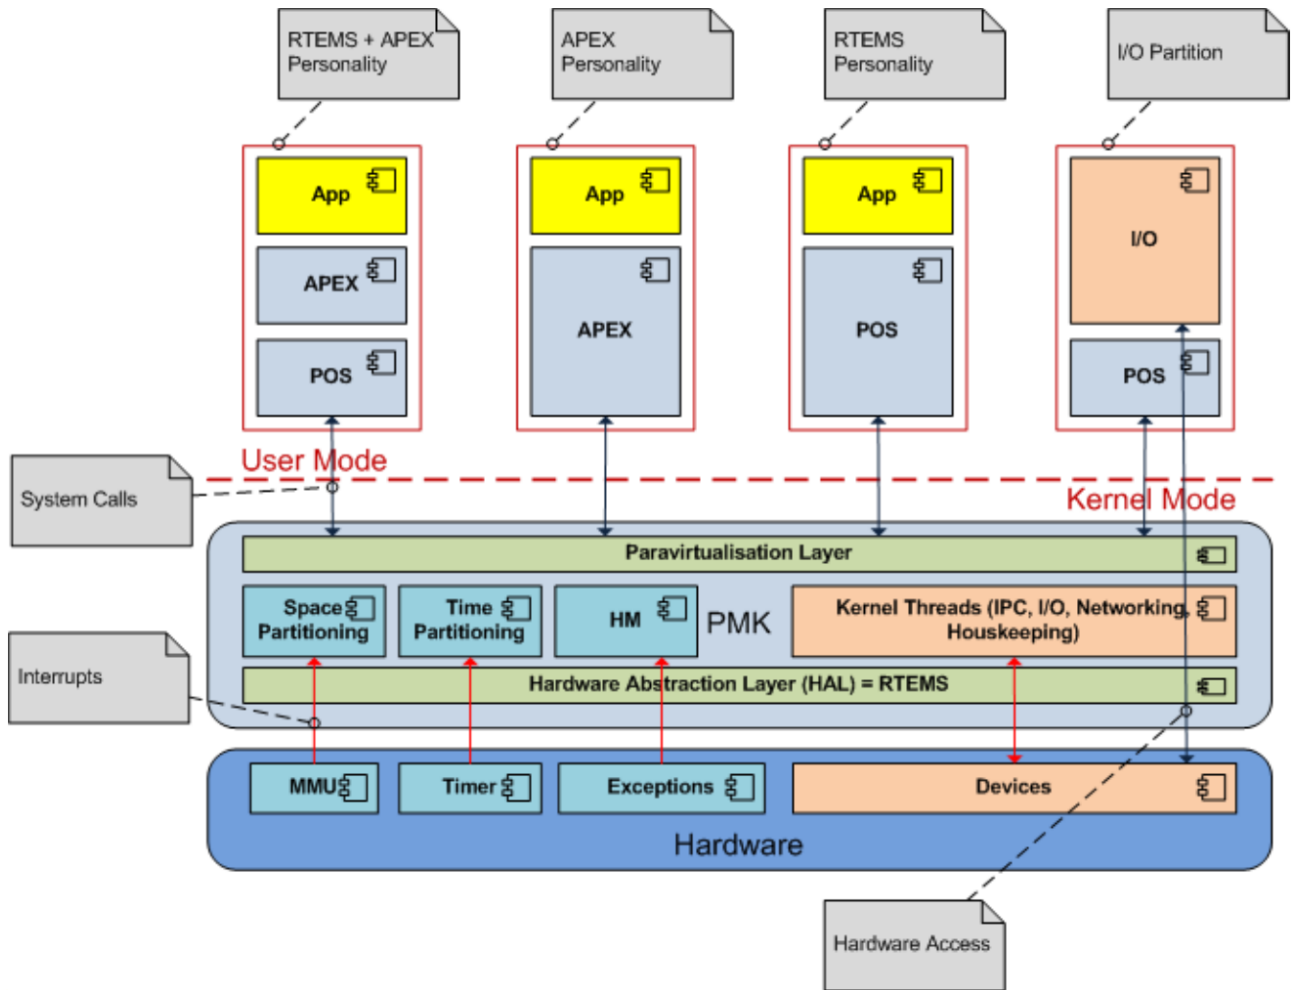 RTEMS + APEX
Personality
APEX
Personality
RTEMS
Personality
I/O Partition
App
App
App
I/O
APEX
APEX
POS
POS
POS
User Mode
System Calls
Kernel Mode
Paravirtualisation Layer
Space
Partitioning
Time
Partitioning
HM
PMK
Kernel Threads (IPC, I/O, Networking,
Houskeeping)
Interrupts
Hardware Abstraction Layer (HAL) = RTEMS
MMU
Timer
Exceptions
Devices
Hardware
Hardware Access